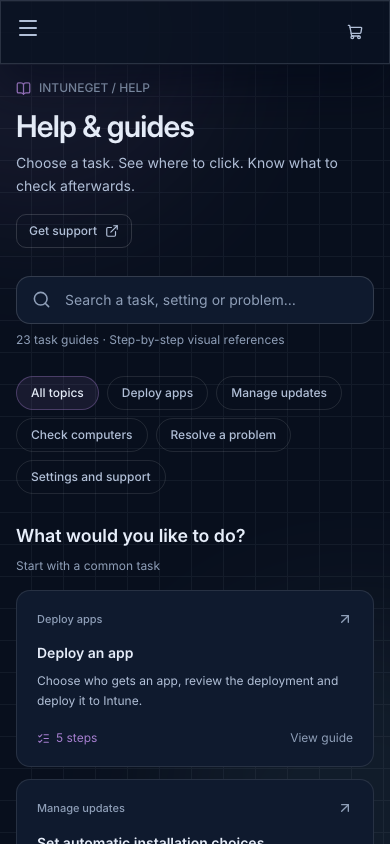 INTUNEGET / HELP
Help & guides
Choose a task. See where to click. Know what to
check afterwards.
Get support
Search a task, setting or problem...
23 task guides · Step-by-step visual references
All topics
Deploy apps
Manage updates
Check computers
Resolve a problem
Settings and support
What would you like to do?
Start with a common task
Deploy apps
Deploy an app
Choose who gets an app, review the deployment and
deploy it to Intune.
5 steps
View guide
Manage updates
Set automatic installation choices